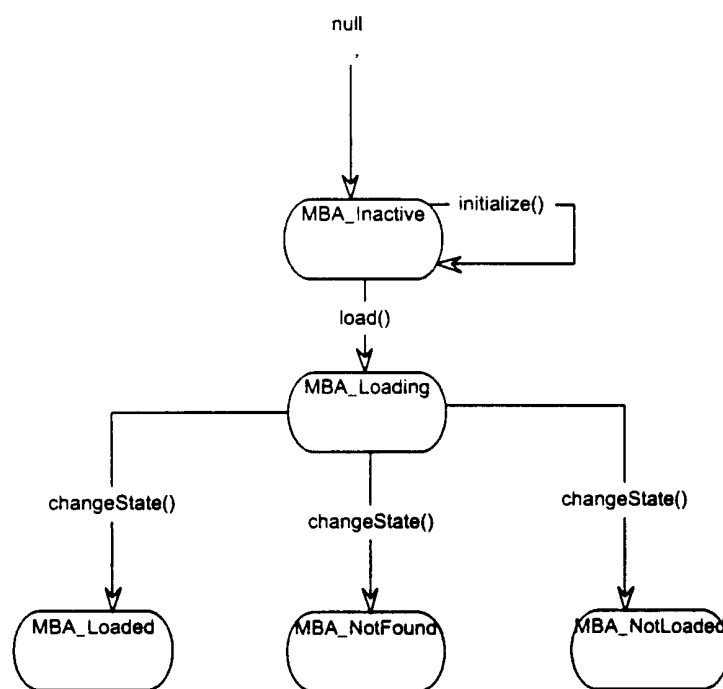 null
MBA_Inactive
initialize()
load()
MBA_Loading
changeState()
changeState()
changeState()
MBA_Loaded
MBA_NotFound
MBA_NotLoaded